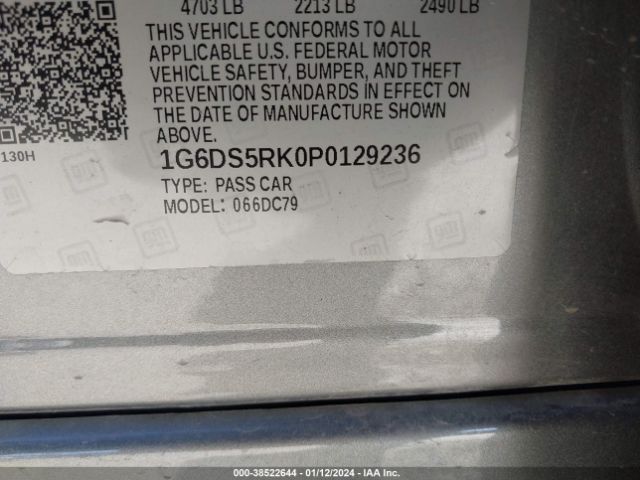 4703 LB 2213 LB 2490 LB
THIS VEHICLE CONFORMS TO ALL
APPLICABLE U.S. FEDERAL MOTOR
VEHICLE SAFETY, BUMPER, AND THEFT
PREVENTION STANDARDS IN EFFECT ON
THE DATE OF MANUFACTURE SHOWN
ABOVE.
130H
1G6DS5RK0P0129236
TYPE: PASS CAR
MODEL: 066DC79
000-38522644 - 01/12/2024 - IAA Inc.